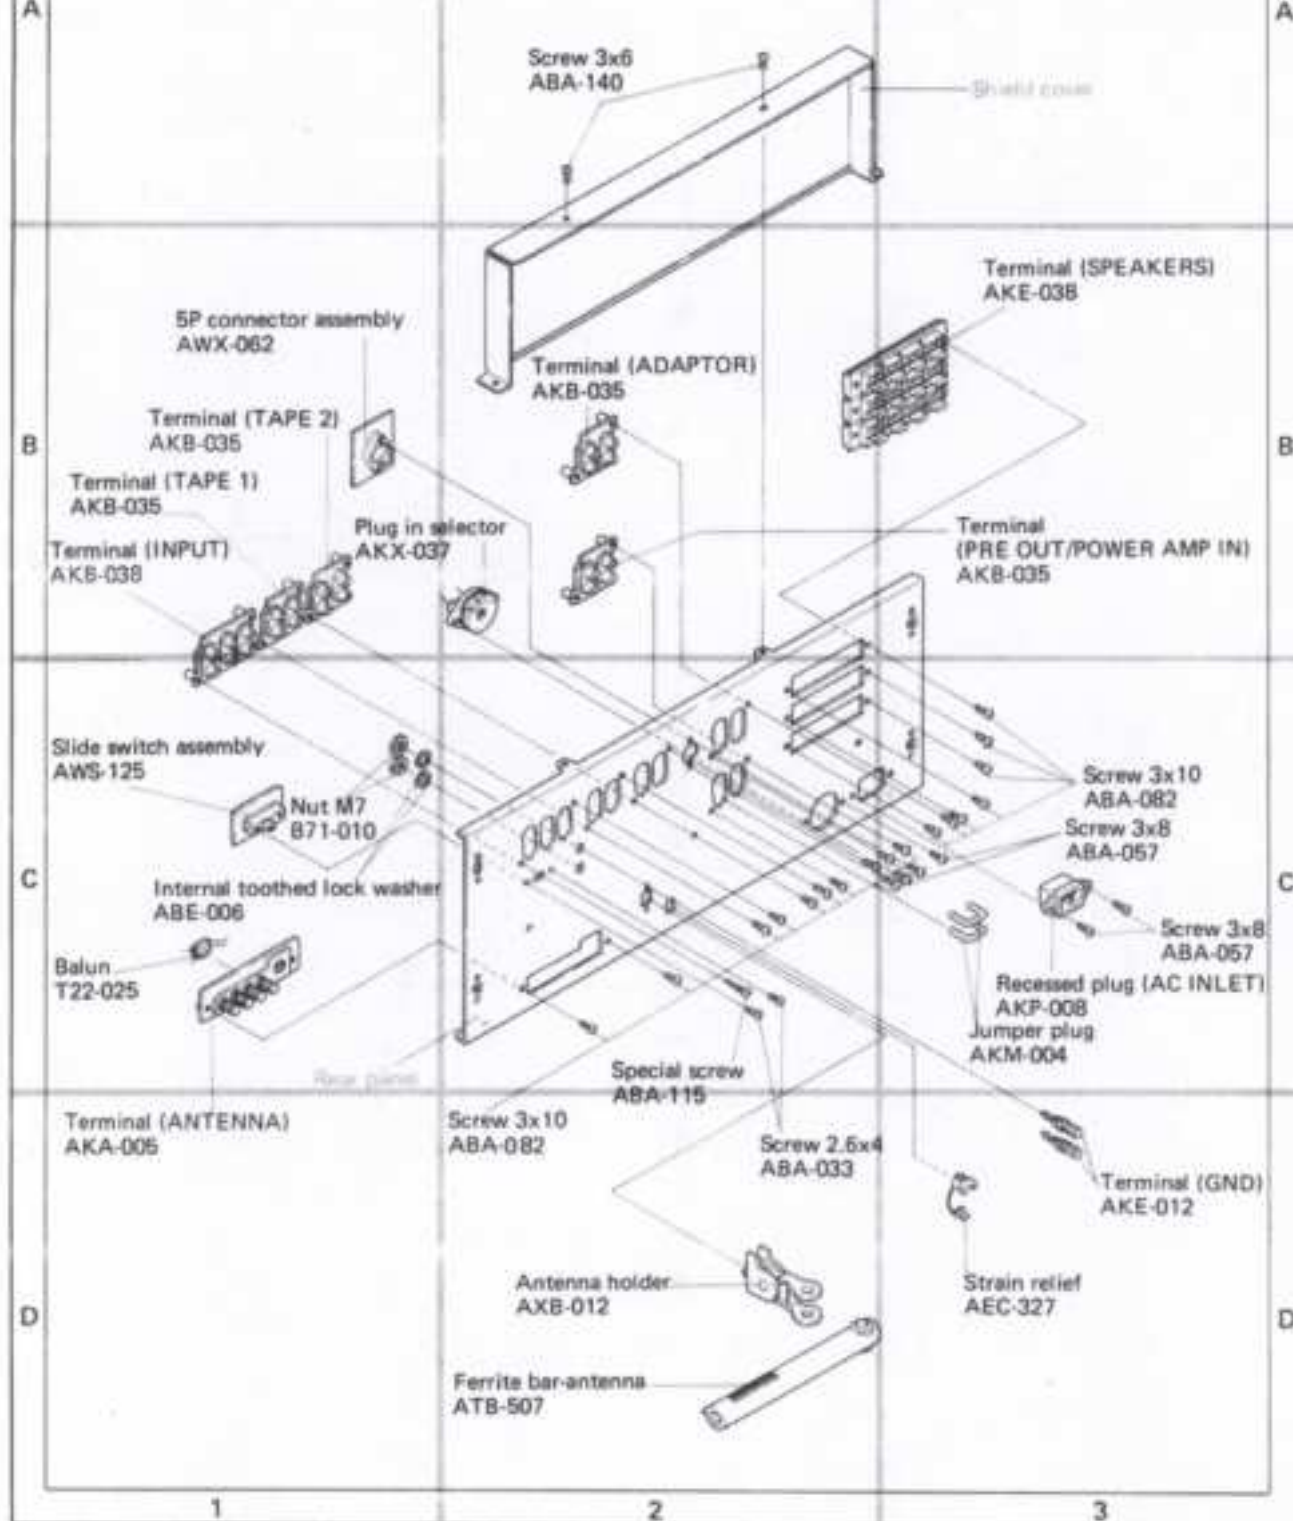 A
A
Screw 3x6
ABA-140
Shield cover
Terminal (SPEAKERS)
AKE-038
5P connector assembly
AWX-062
Terminal (ADAPTOR)
AKB-035
Terminal (TAPE 2)
AKB-035
B
B
Terminal (TAPE 1)
AKB-035
Plug in selector
AKX-037
Terminal
(PRE OUT/POWER AMP IN)
AKB-035
Terminal (INPUT)
AKB-038
Slide switch assembly
AWS-125
Nut M7
B71-010
Screw 3x10
ABA-082
Screw 3x8
ABA-057
C
C
Internal toothed lock washer
ABE-006
Screw 3x8
ABA-057
Balun
T22-025
Recessed plug (AC INLET)
AKP-008
Jumper plug
AKM-004
Rear panel
Special screw
ABA-115
Terminal (ANTENNA)
AKA-005
Screw 3x10
ABA-082
Screw 2.6x4
ABA-033
Terminal (GND)
AKE-012
Antenna holder
AXB-012
Strain relief
AEC-327
D
D
Ferrite bar-antenna
ATB-507
1
2
3